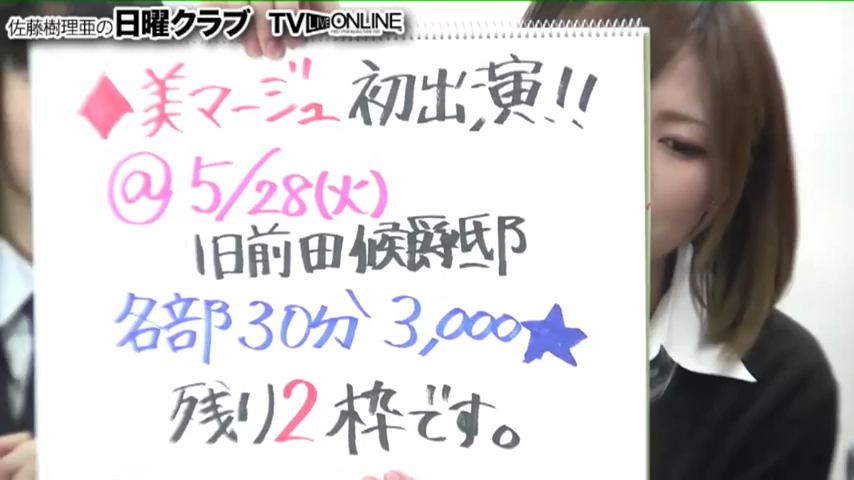 佐藤樹理亜の日曜クラブ TV LIVE ONLINE
◆美マージュ 初出演!!
@ 5/28(火)
旧前田侯爵邸
各部30分 3,000★
残り2枠です。